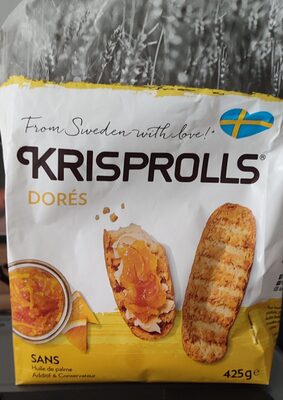 From Sweden with love!*
KRISPROLLS®
DORÉS
SANS
Huile de palme
Additif & Conservateur
425g e